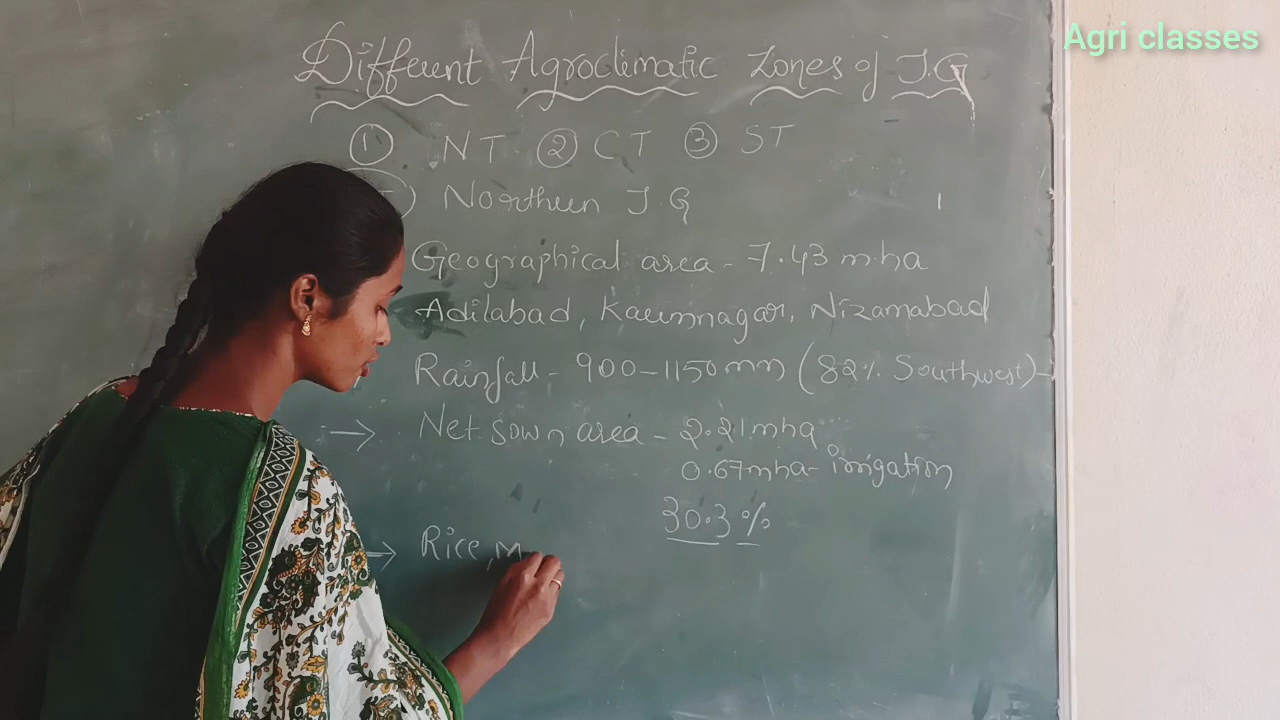 Agri classes
Different Agroclimatic Zones of T.G
① NT ② CT ③ ST
Northern T.G
Geographical area - 7.43 m.ha
Adilabad, Karimnagar, Nizamabad
Rainfall - 900-1150mm (82% Southwest)-
→ Net sown area - 2.21mha
0.67mha- irrigation
30.3%
→ Rice, M